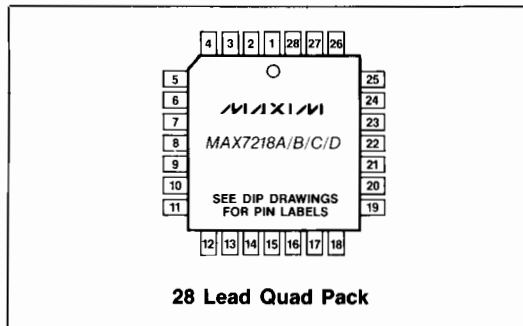 4 3 2 1 28 27 26
5 25
6 24
MAXIM
7 23
8 MAX7218A/B/C/D 22
9 21
10 SEE DIP DRAWINGS 20
11 FOR PIN LABELS 19
12 13 14 15 16 17 18
28 Lead Quad Pack